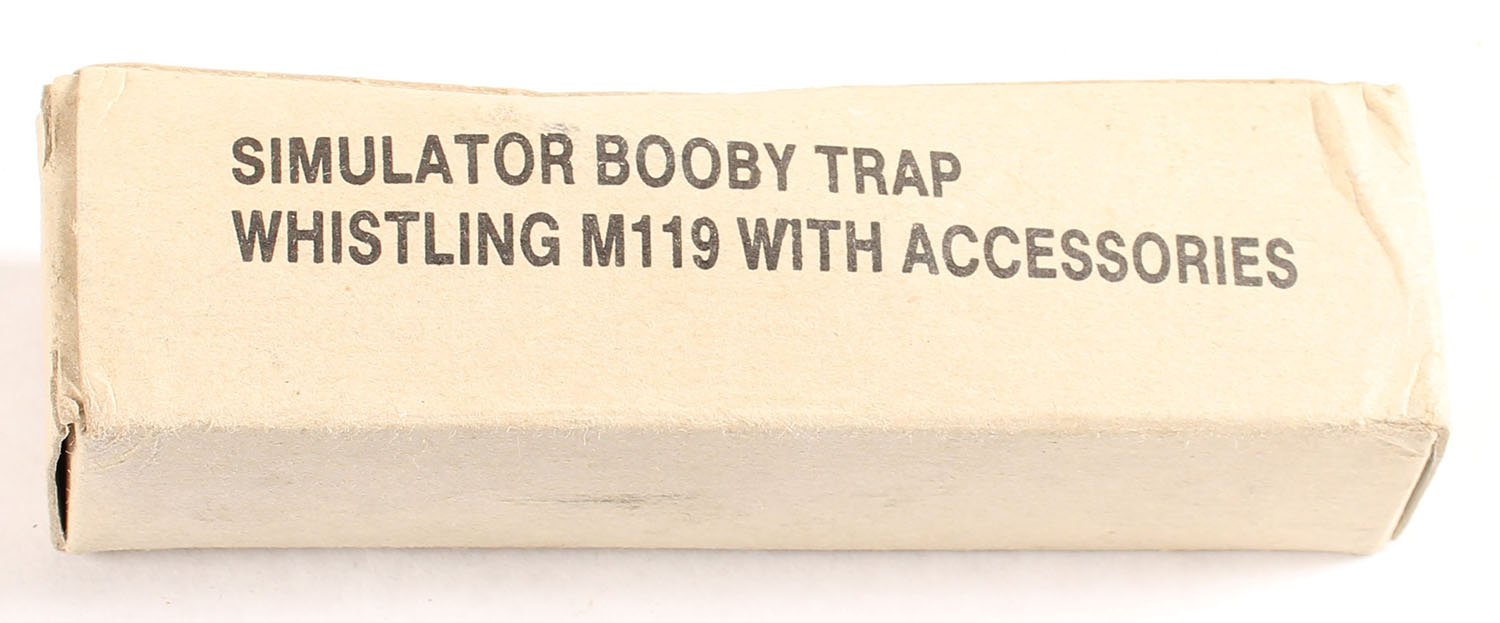 SIMULATOR BOOBY TRAP
WHISTLING M119 WITH ACCESSORIES